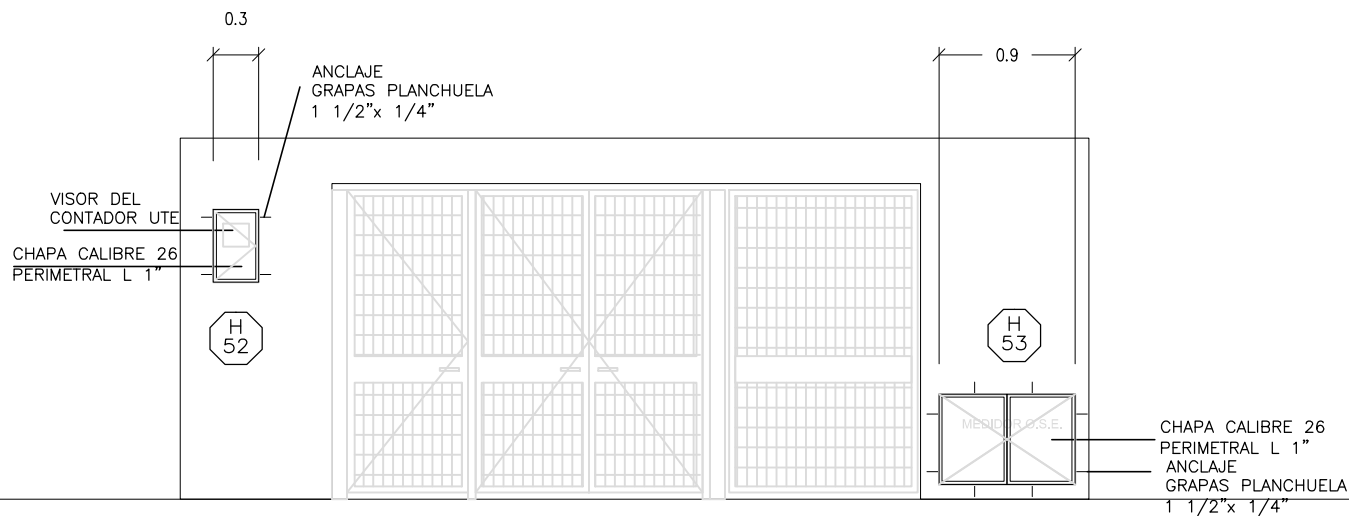 0.3
0.9
ANCLAJE
GRAPAS PLANCHUELA
1 1/2"x 1/4"
VISOR DEL
CONTADOR UTE
CHAPA CALIBRE 26
PERIMETRAL L 1"
H
52
H
53
MEDIDOR O.S.E.
CHAPA CALIBRE 26
PERIMETRAL L 1"
ANCLAJE
GRAPAS PLANCHUELA
1 1/2"x 1/4"